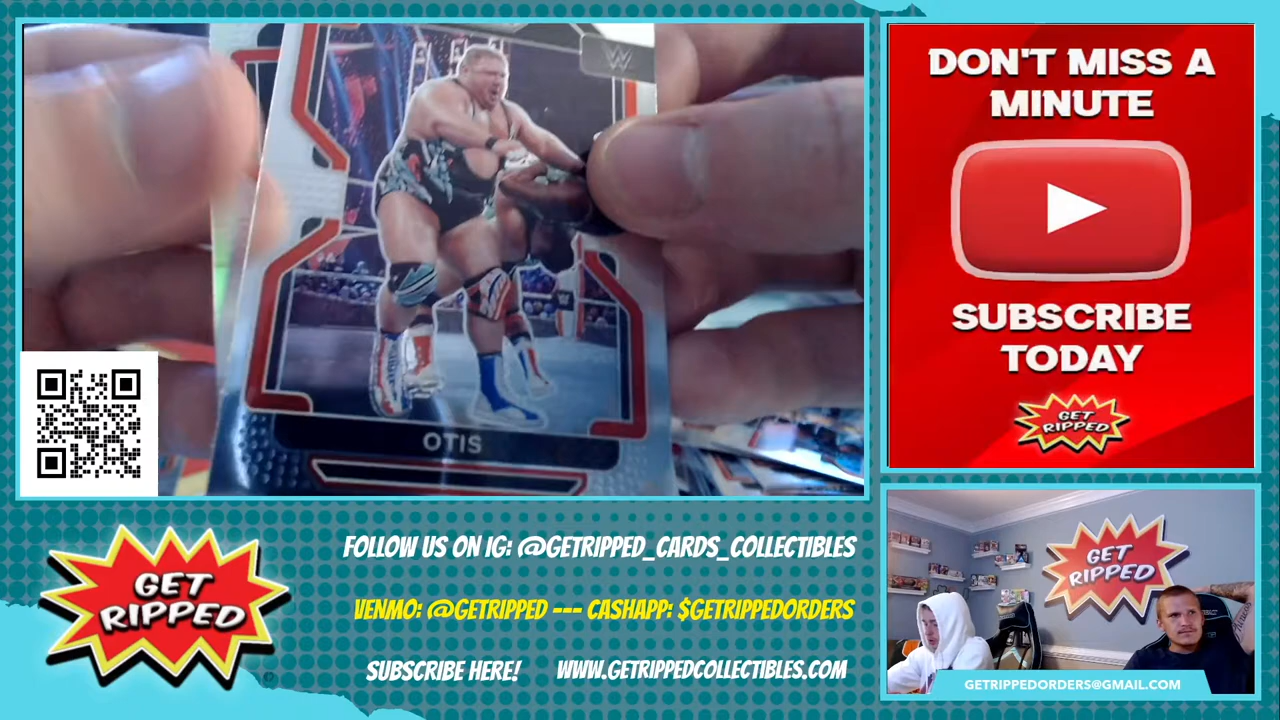 W
OTIS
DON'T MISS A
MINUTE
SUBSCRIBE
TODAY
GET
RIPPED
GET
RIPPED
FOLLOW US ON IG: @GETRIPPED_CARDS_COLLECTIBLES
VENMO: @GETRIPPED --- CASHAPP: $GETRIPPEDORDERS
SUBSCRIBE HERE! WWW.GETRIPPEDCOLLECTIBLES.COM
GET
RIPPED
GETRIPPEDORDERS@GMAIL.COM